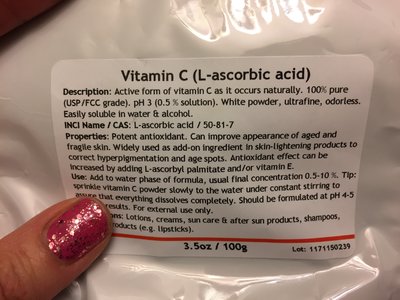 Vitamin C (L-ascorbic acid)
Description: Active form of vitamin C as it occurs naturally. 100% pure
(USP/FCC grade). pH 3 (0.5 % solution). White powder, ultrafine, odorless.
Easily soluble in water & alcohol.
INCI Name / CAS: L-ascorbic acid / 50-81-7
Properties: Potent antioxidant. Can improve appearance of aged and
fragile skin. Widely used as add-on ingredient in skin-lightening products to
correct hyperpigmentation and age spots. Antioxidant effect can be
increased by adding L-ascorbyl palmitate and/or vitamin E.
Use: Add to water phase of formula, usual final concentration 0.5-10 %. Tip:
sprinkle vitamin C powder slowly to the water under constant stirring to
assure that everything dissolves completely. Should be formulated at pH 4-5
results. For external use only.
Lotions, creams, sun care & after sun products, shampoos,
products (e.g. lipsticks).
3.5oz / 100g
Lot: 1171150239